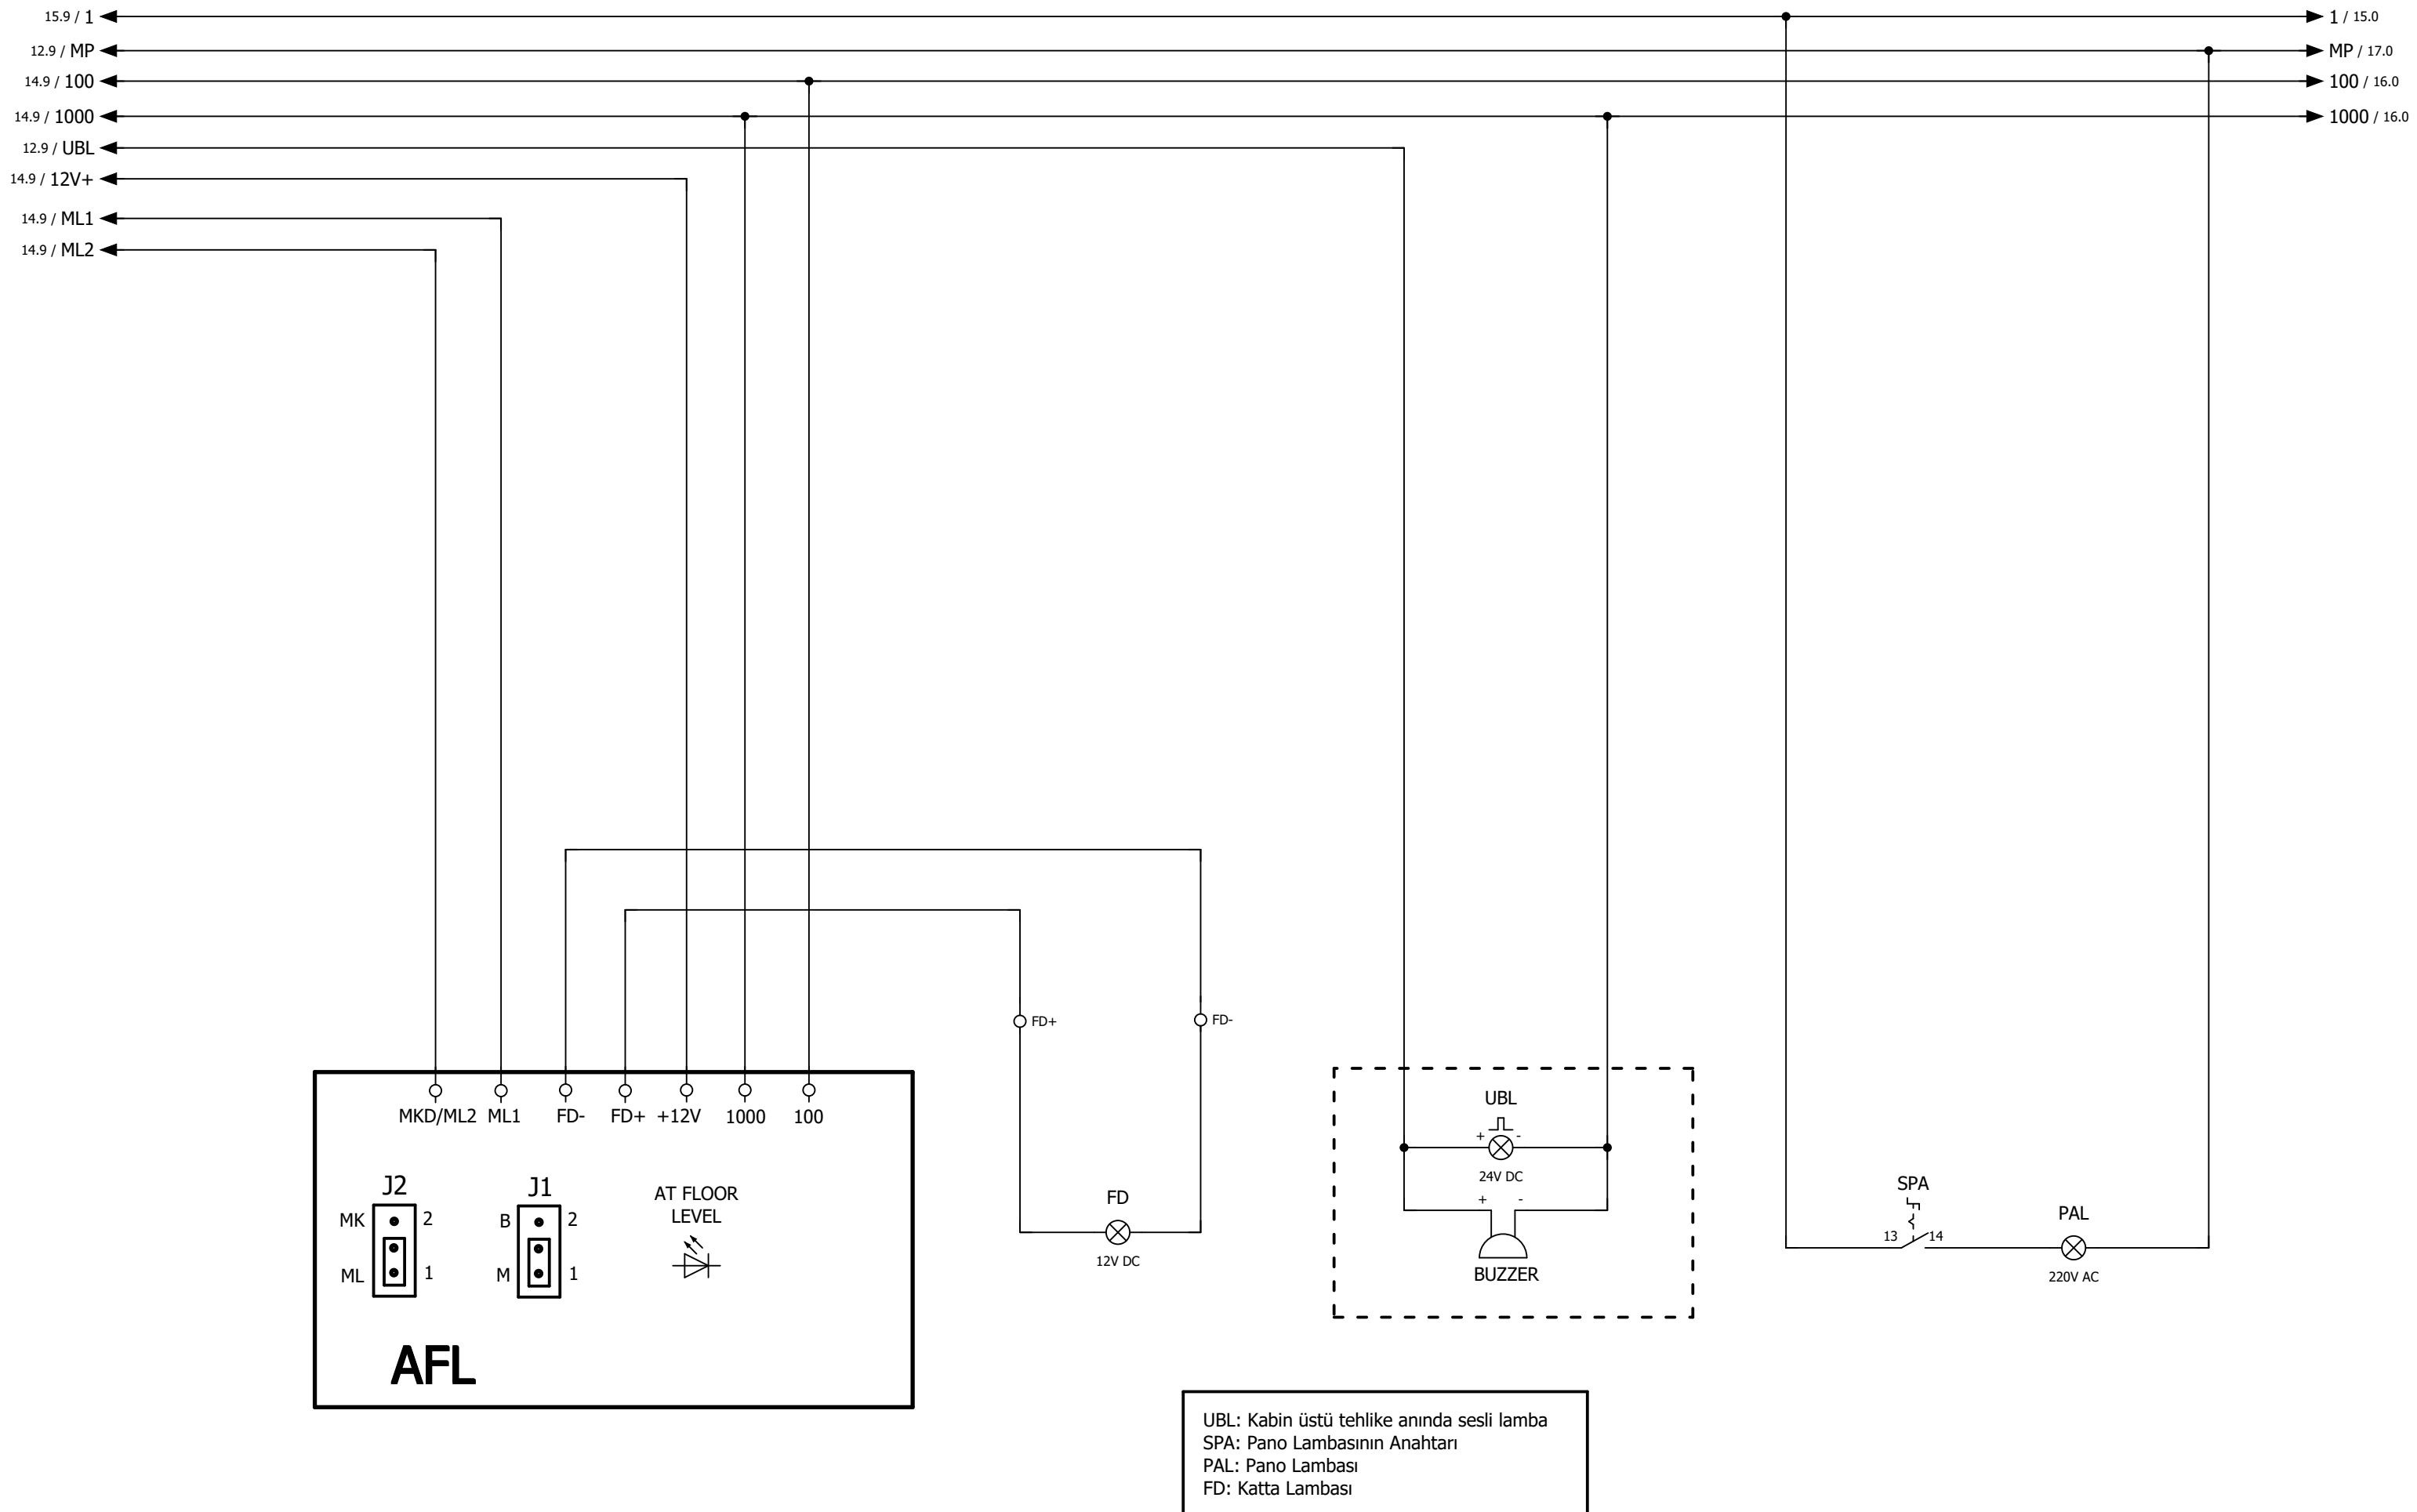 15.9 / 1
1 / 15.0
12.9 / MP
MP / 17.0
14.9 / 100
100 / 16.0
14.9 / 1000
1000 / 16.0
12.9 / UBL
14.9 / 12V+
14.9 / ML1
14.9 / ML2
FD+
FD-
MKD/ML2 ML1 FD- FD+ +12V 1000 100
J2
MK 2
ML 1
J1
B 2
M 1
AT FLOOR
LEVEL
AFL
FD
12V DC
UBL
+ -
24V DC
+ -
BUZZER
SPA
13 14
PAL
220V AC
UBL: Kabin üstü tehlike anında sesli lamba
SPA: Pano Lambasının Anahtarı
PAL: Pano Lambası
FD: Katta Lambası